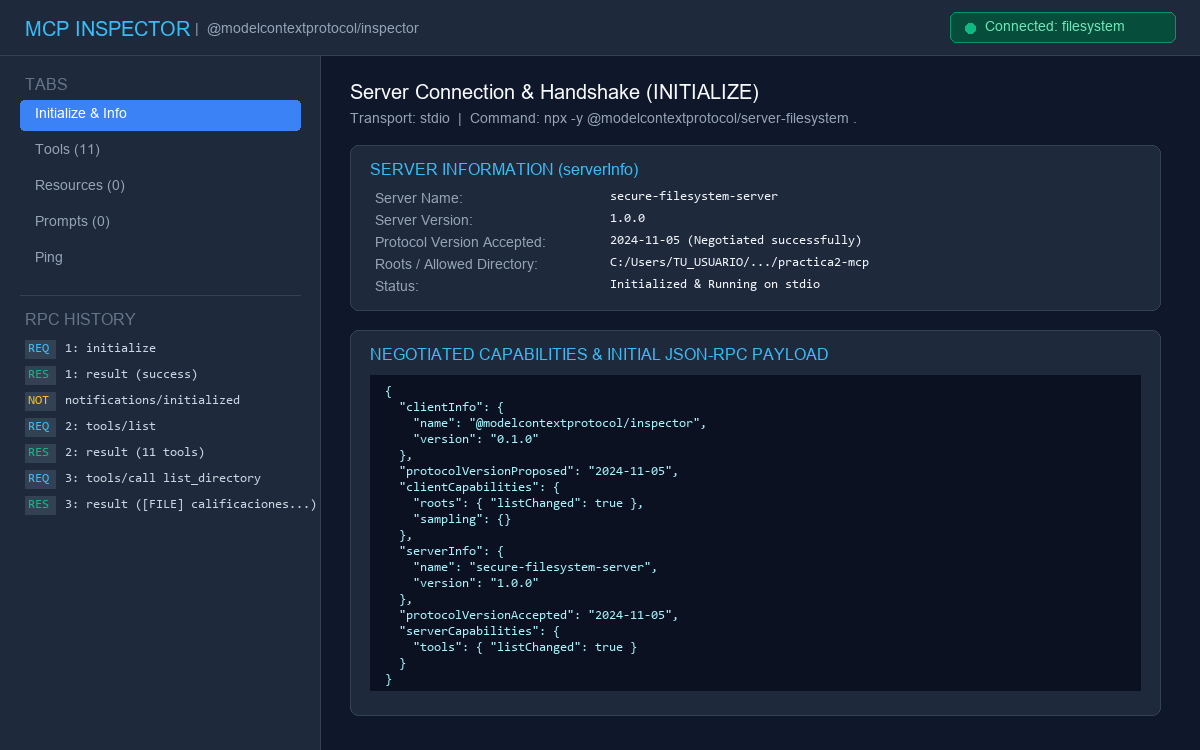 MCP INSPECTOR | @modelcontextprotocol/inspector
Connected: filesystem
TABS
Initialize & Info
Tools (11)
Resources (0)
Prompts (0)
Ping
RPC HISTORY
REQ 1: initialize
RES 1: result (success)
NOT notifications/initialized
REQ 2: tools/list
RES 2: result (11 tools)
REQ 3: tools/call list_directory
RES 3: result ([FILE] calificaciones...)
Server Connection & Handshake (INITIALIZE)
Transport: stdio | Command: npx -y @modelcontextprotocol/server-filesystem .
SERVER INFORMATION (serverInfo)
Server Name: secure-filesystem-server
Server Version: 1.0.0
Protocol Version Accepted: 2024-11-05 (Negotiated successfully)
Roots / Allowed Directory: C:/Users/TU_USUARIO/.../practica2-mcp
Status: Initialized & Running on stdio
NEGOTIATED CAPABILITIES & INITIAL JSON-RPC PAYLOAD
{
  "clientInfo": {
    "name": "@modelcontextprotocol/inspector",
    "version": "0.1.0"
  },
  "protocolVersionProposed": "2024-11-05",
  "clientCapabilities": {
    "roots": { "listChanged": true },
    "sampling": {}
  },
  "serverInfo": {
    "name": "secure-filesystem-server",
    "version": "1.0.0"
  },
  "protocolVersionAccepted": "2024-11-05",
  "serverCapabilities": {
    "tools": { "listChanged": true }
  }
}